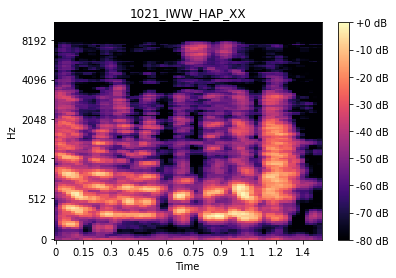 1021_IWW_HAP_XX
8192
4096
2048
1024
512
0
Hz
0 0.15 0.3 0.45 0.6 0.75 0.9 1.1 1.2 1.4
Time
+0 dB
-10 dB
-20 dB
-30 dB
-40 dB
-50 dB
-60 dB
-70 dB
-80 dB